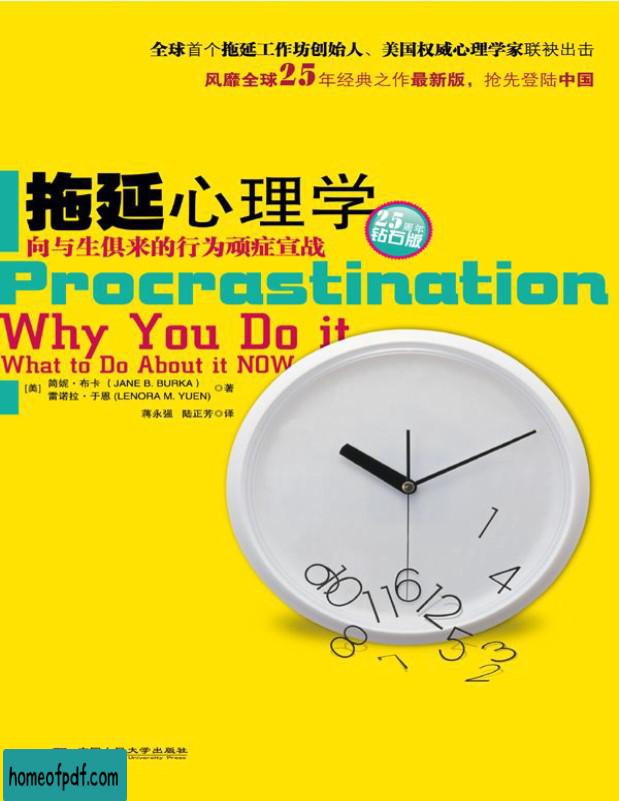 全球首个拖延工作坊创始人、美国权威心理学家联袂出击
风靡全球25年经典之作最新版，抢先登陆中国
拖延心理学
25周年
钻石版
向与生俱来的行为顽症宣战
Procrastination
Why You Do it
What to Do About it NOW
[美] 简妮·布卡 ( JANE B. BURKA )
雷诺拉·于恩 (LENORA M. YUEN) ◎著
蒋永强 陆正芳◎译
1
4
9 10 11 6 12
8 7 5 3
2
大学出版社
University Press
homeofpdf.com